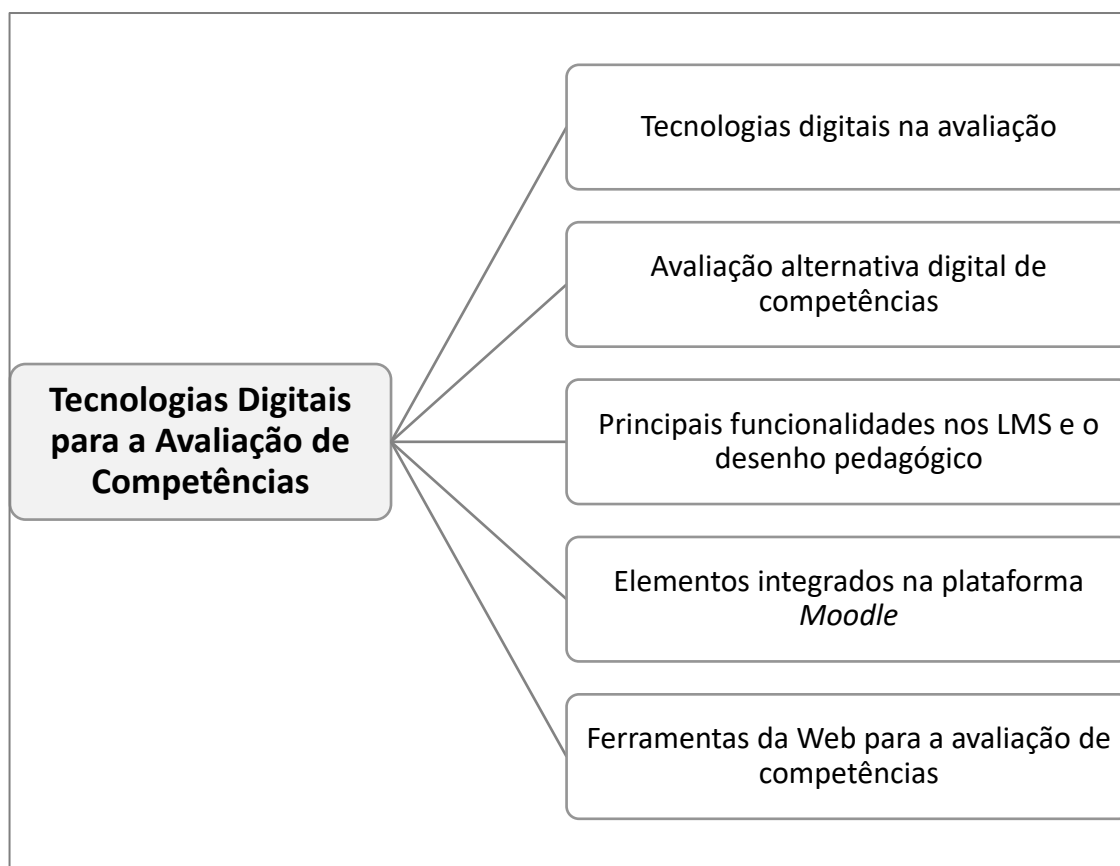 Tecnologias digitais na avaliação
Avaliação alternativa digital de
competências
Tecnologias Digitais
para a Avaliação de
Competências
Principais funcionalidades nos LMS e o
desenho pedagógico
Elementos integrados na plataforma
Moodle
Ferramentas da Web para a avaliação de
competências